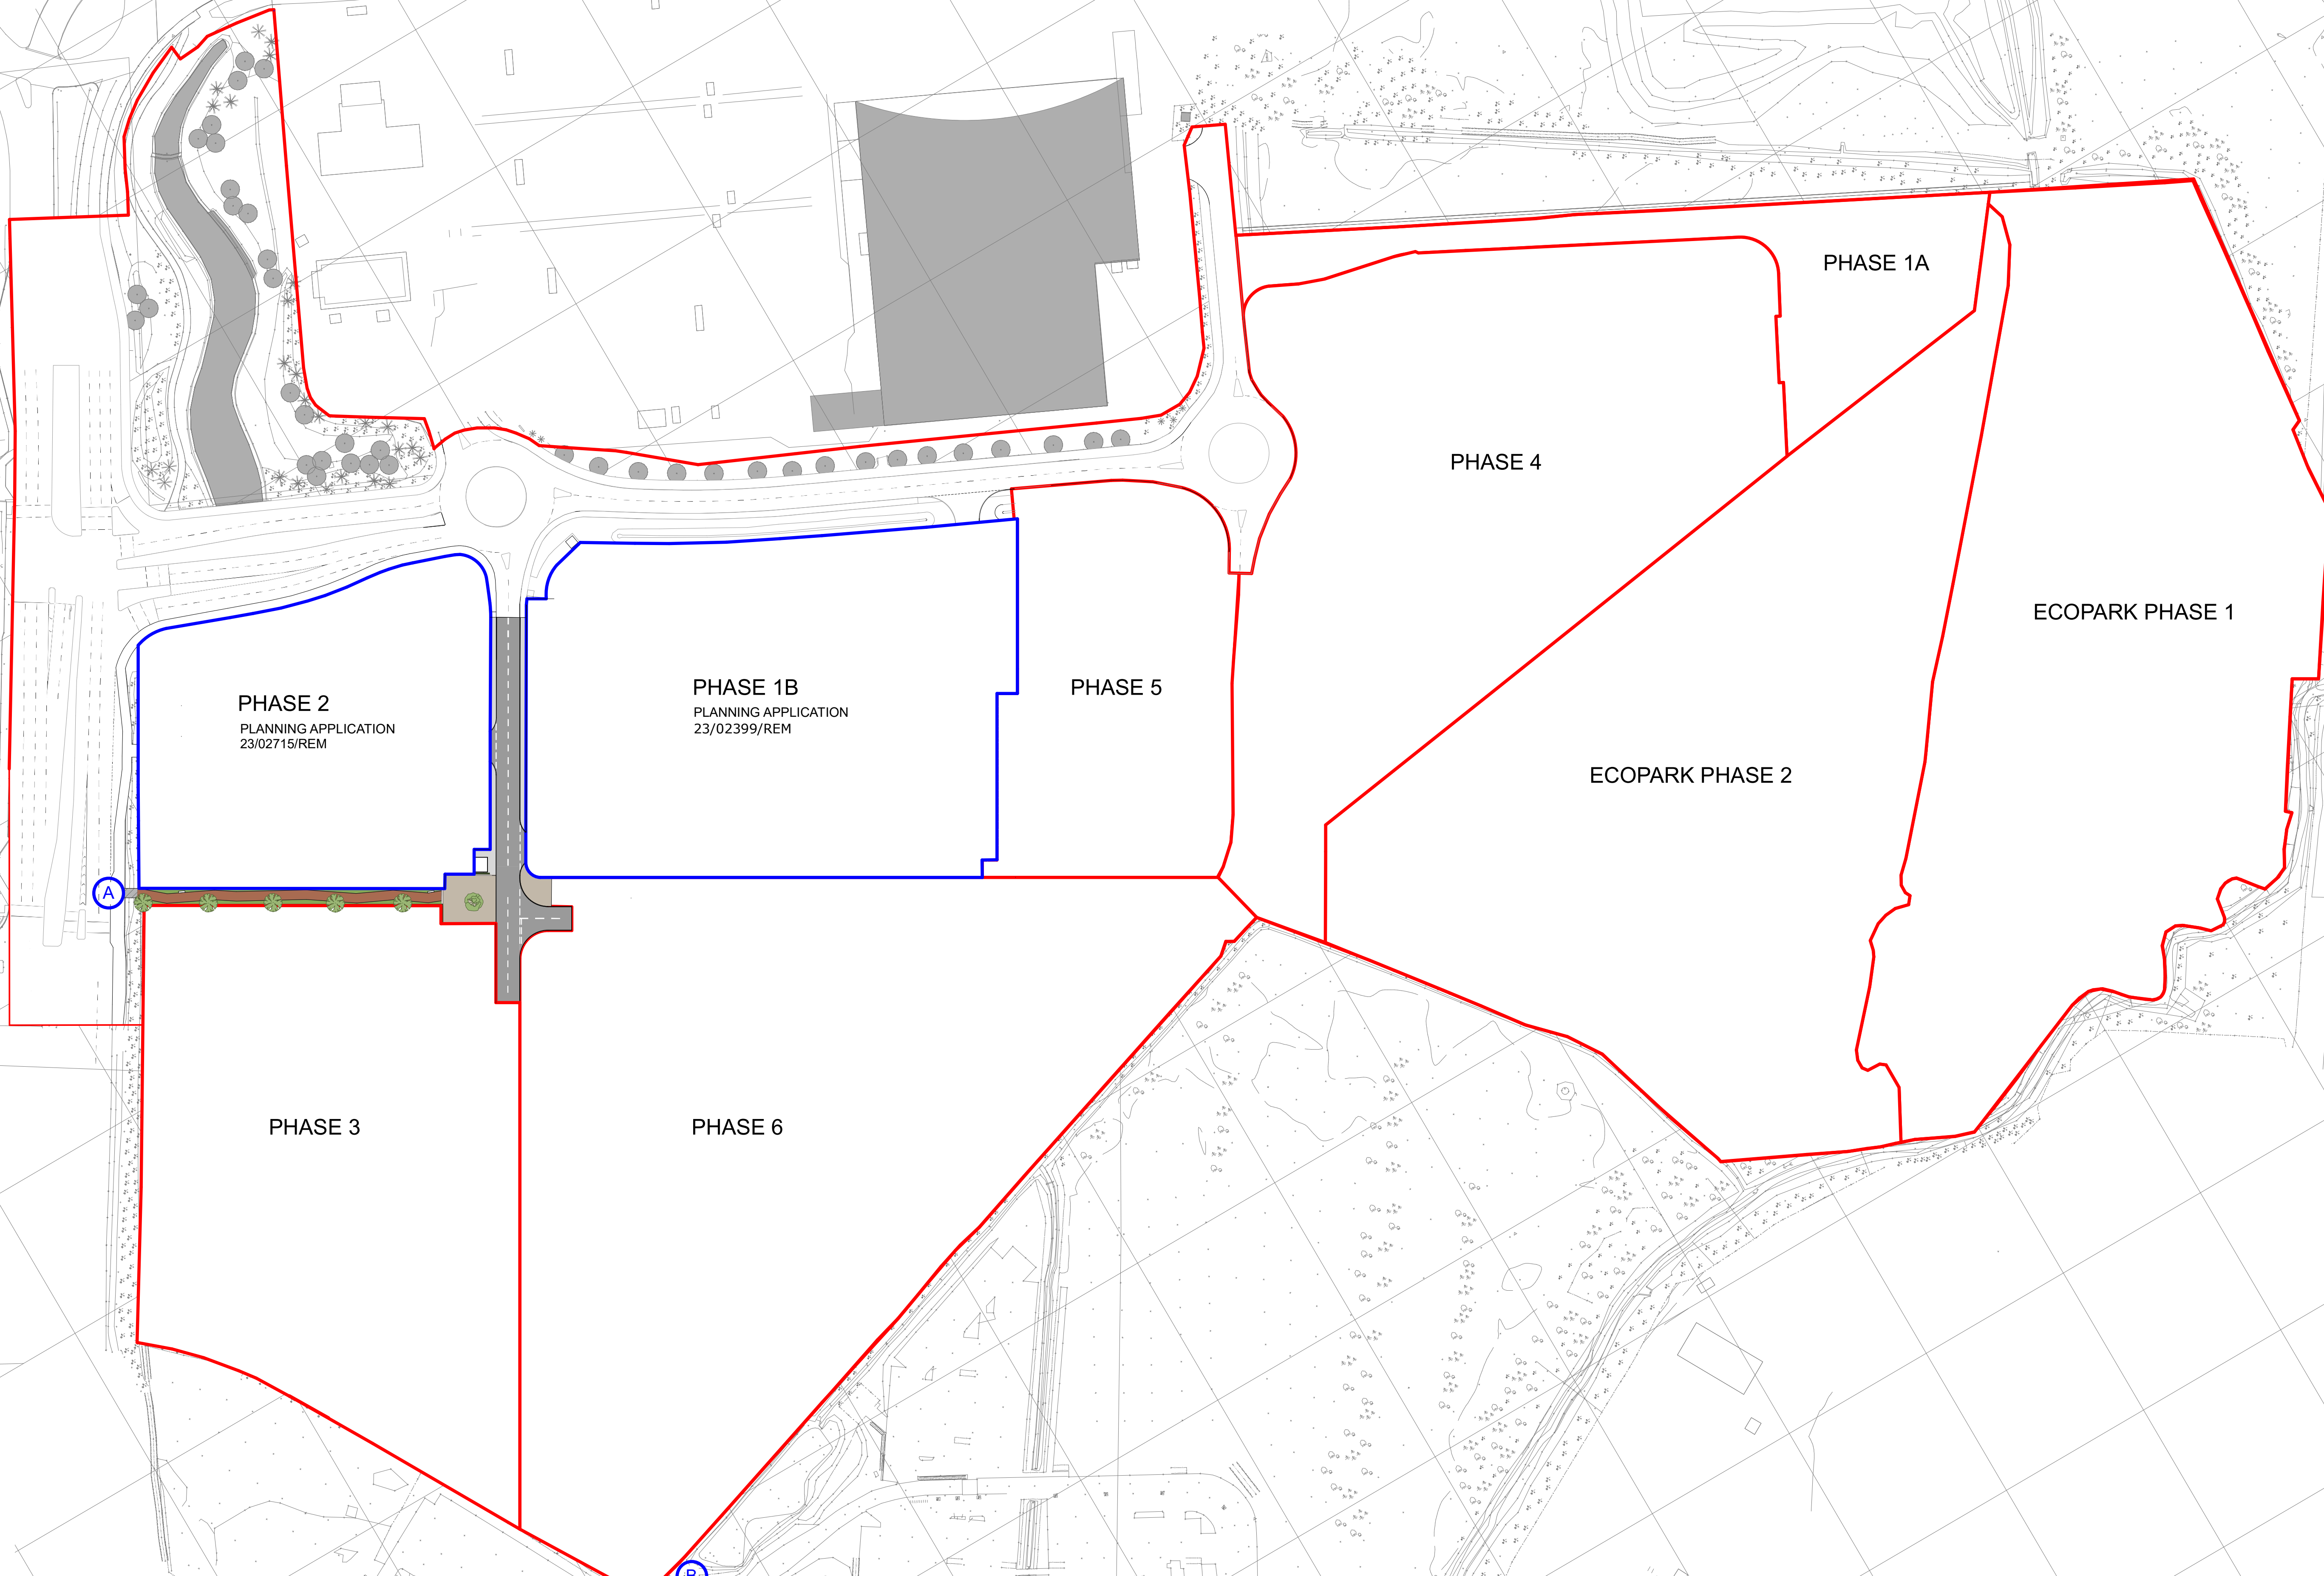 PHASE 1A
PHASE 4
ECOPARK PHASE 1
PHASE 2
PLANNING APPLICATION
23/02715/REM
PHASE 1B
PLANNING APPLICATION
23/02399/REM
PHASE 5
ECOPARK PHASE 2
A
PHASE 3
PHASE 6
B